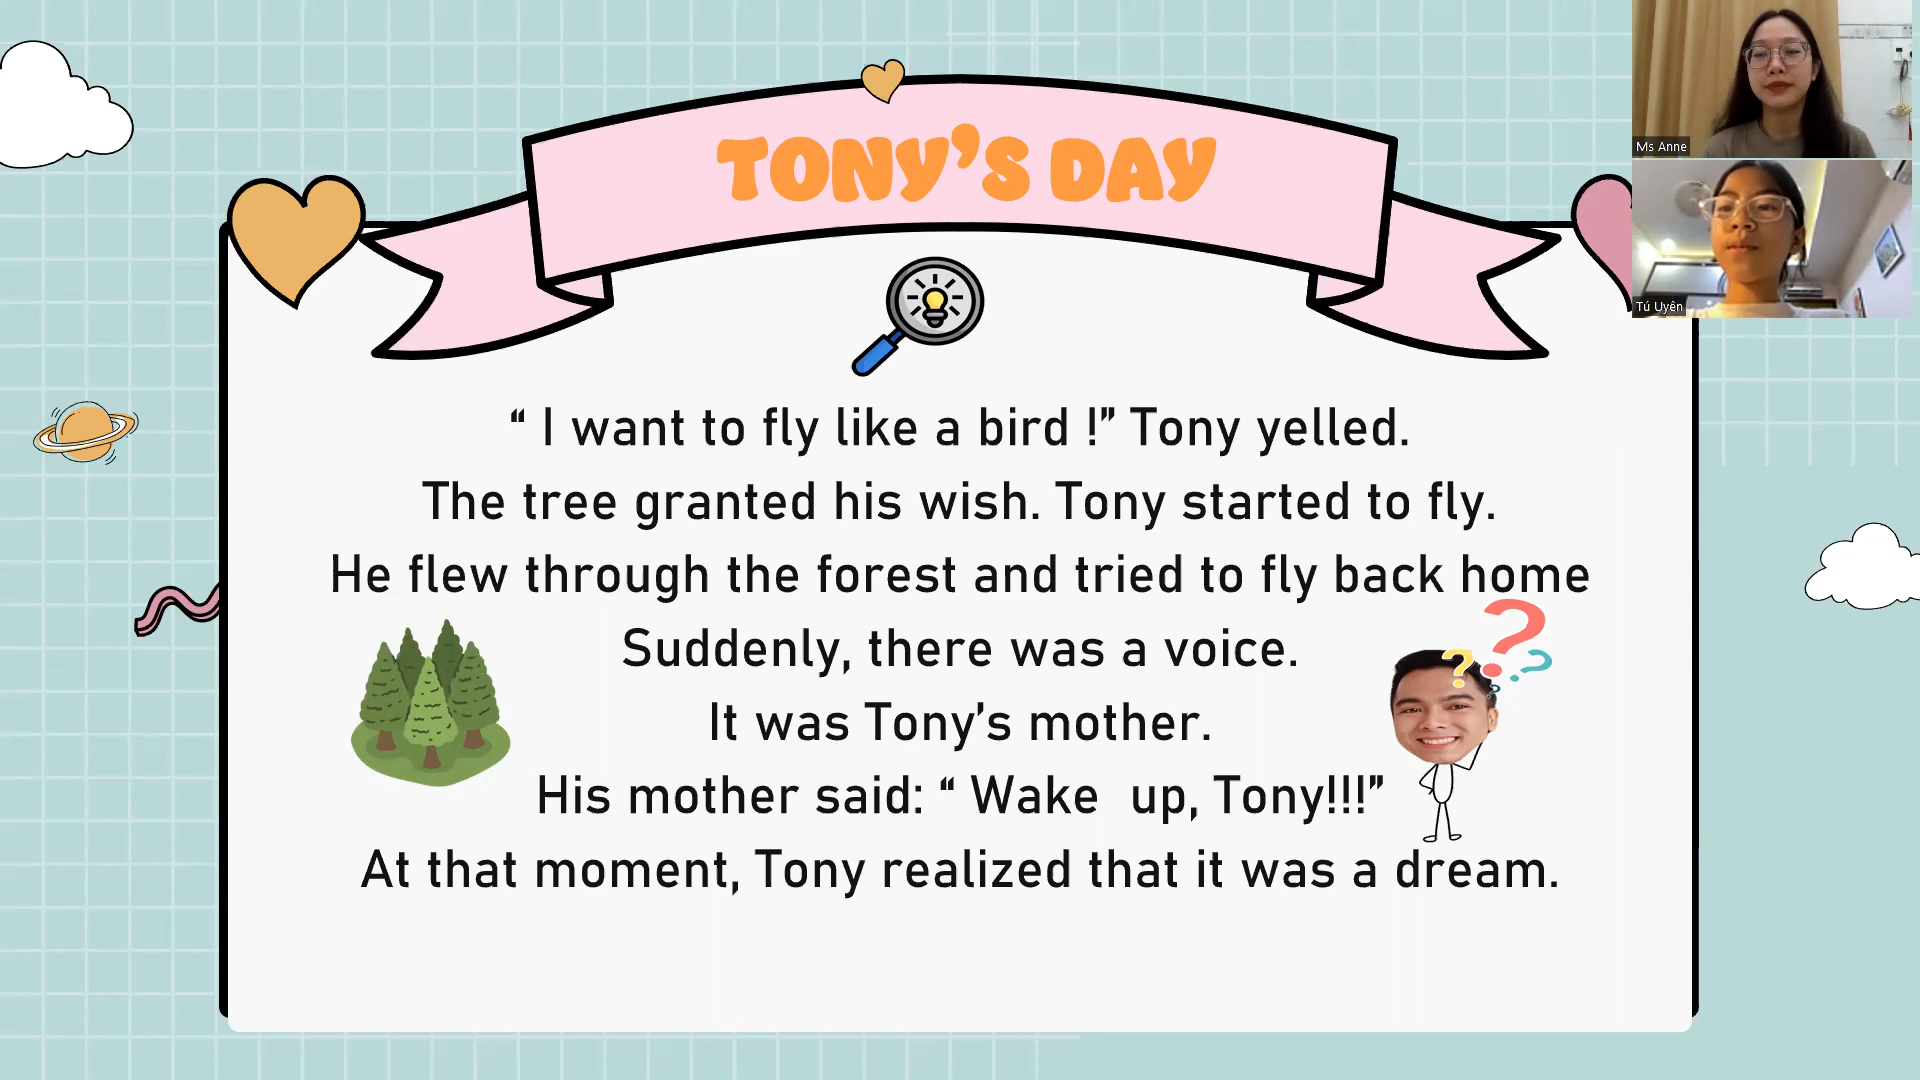 TONY'S DAY
“ I want to fly like a bird !” Tony yelled.
The tree granted his wish. Tony started to fly.
He flew through the forest and tried to fly back home
Suddenly, there was a voice.
It was Tony’s mother.
His mother said: “ Wake  up, Tony!!!”
At that moment, Tony realized that it was a dream.
Ms Anne
Tú Uyên